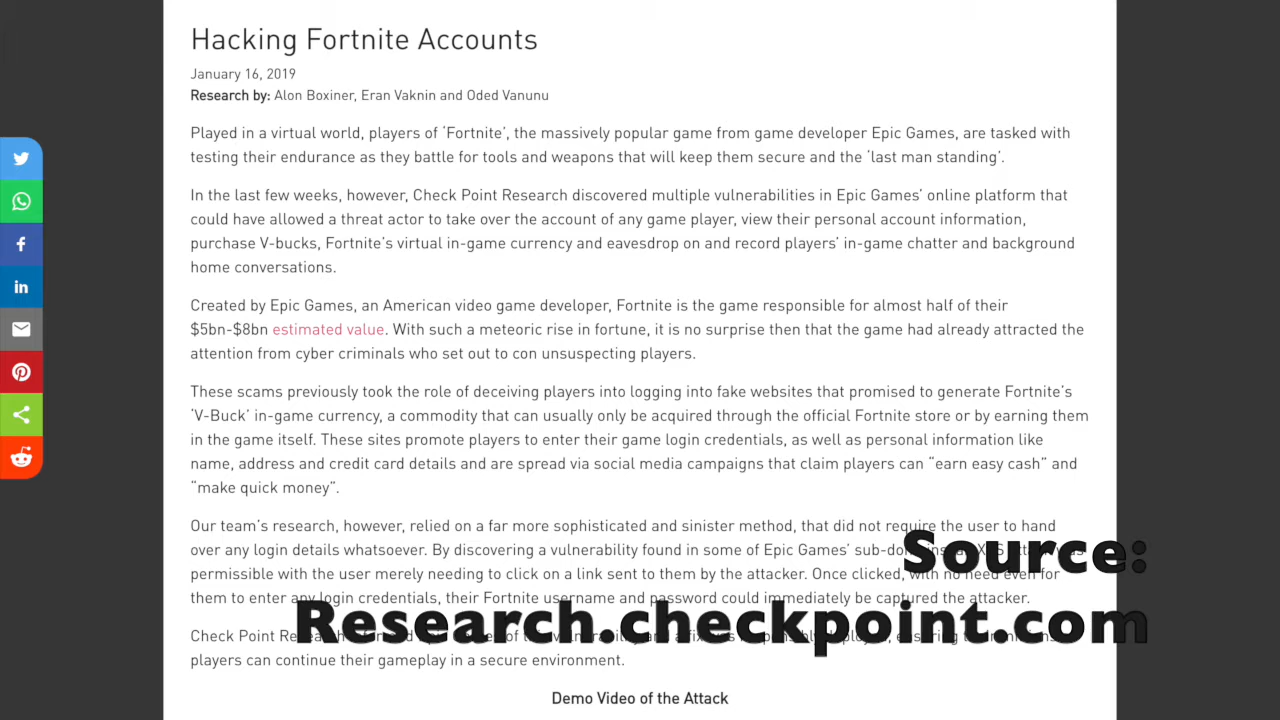 Hacking Fortnite Accounts
January 16, 2019
Research by: Alon Boxiner, Eran Vaknin and Oded Vanunu
Played in a virtual world, players of ‘Fortnite’, the massively popular game from game developer Epic Games, are tasked with
testing their endurance as they battle for tools and weapons that will keep them secure and the ‘last man standing’.
In the last few weeks, however, Check Point Research discovered multiple vulnerabilities in Epic Games’ online platform that
could have allowed a threat actor to take over the account of any game player, view their personal account information,
purchase V-bucks, Fortnite’s virtual in-game currency and eavesdrop on and record players’ in-game chatter and background
home conversations.
Created by Epic Games, an American video game developer, Fortnite is the game responsible for almost half of their
$5bn-$8bn estimated value. With such a meteoric rise in fortune, it is no surprise then that the game had already attracted the
attention from cyber criminals who set out to con unsuspecting players.
These scams previously took the role of deceiving players into logging into fake websites that promised to generate Fortnite’s
‘V-Buck’ in-game currency, a commodity that can usually only be acquired through the official Fortnite store or by earning them
in the game itself. These sites promote players to enter their game login credentials, as well as personal information like
name, address and credit card details and are spread via social media campaigns that claim players can “earn easy cash” and
“make quick money”.
Our team’s research, however, relied on a far more sophisticated and sinister method, that did not require the user to hand
over any login details whatsoever. By discovering a vulnerability found in some of Epic Games’
permissible with the user merely needing to click on a link sent to them by the attacker. Once clicked, with no need even for
them to enter any login credentials, their Fortnite username and password could immediately be captured the attacker.
Check Point
players can continue their gameplay in a secure environment.
Source:
Research.checkpoint.com
Demo Video of the Attack
in